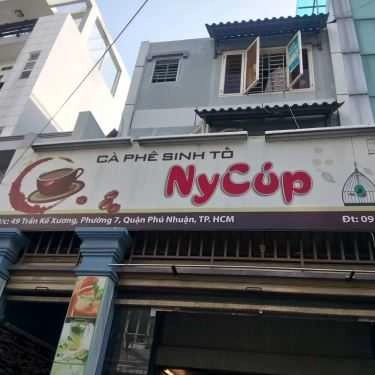 CÀ PHÊ SINH TỐ
NyCúp
Đ/c: 49 Trần Kế Xương, Phường 7, Quận Phú Nhuận, TP. HCM
Đt: 09